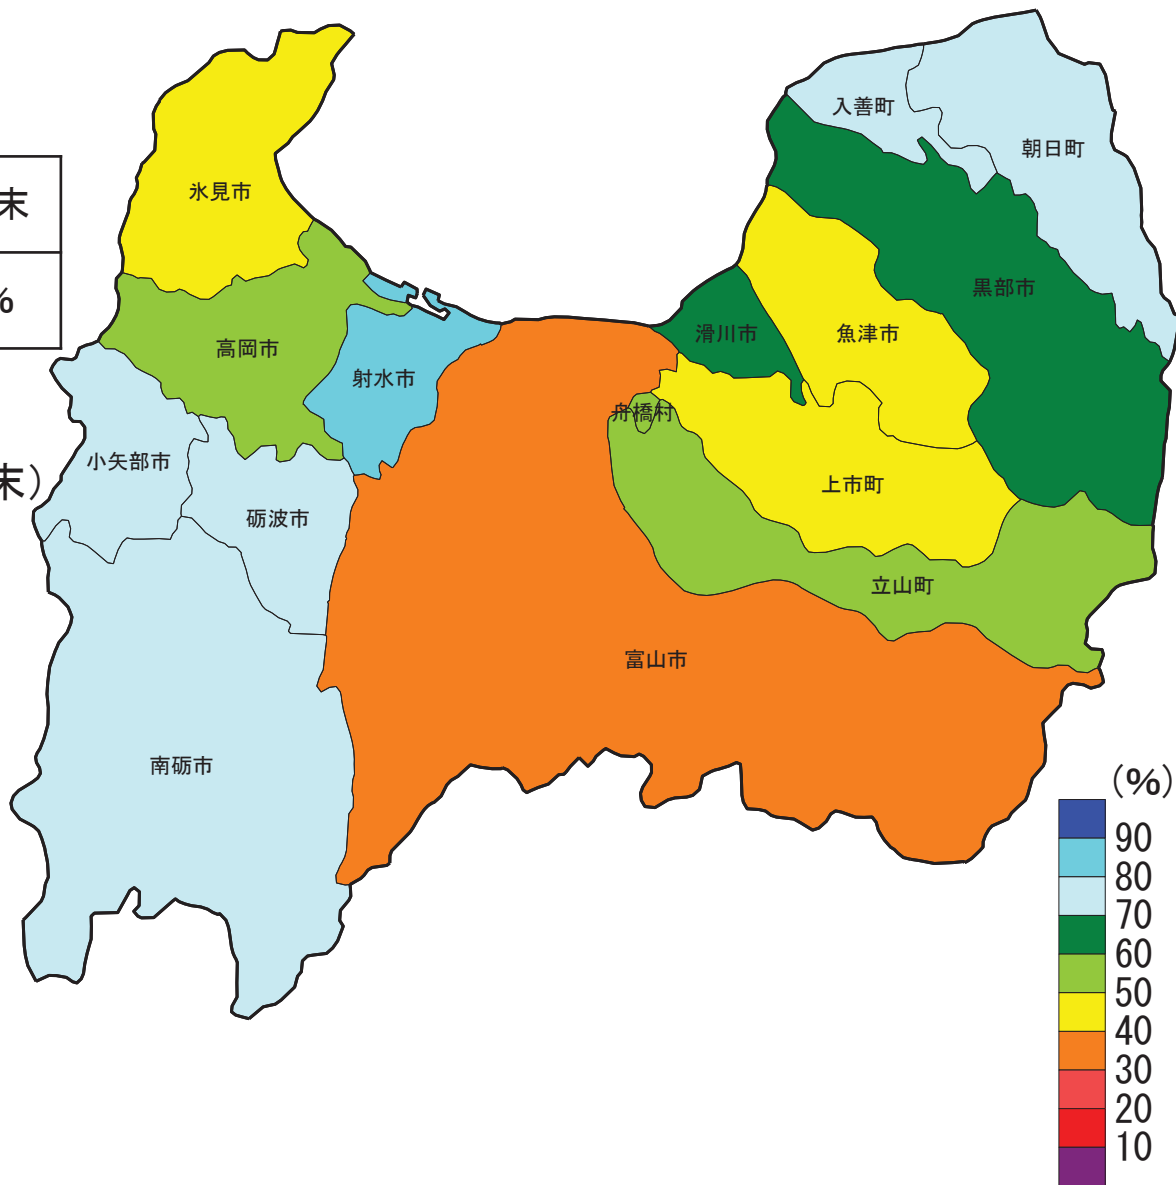 入善町
朝日町
氷見市
末
%
黒部市
滑川市
魚津市
高岡市
射水市
舟橋村
小矢部市
末)
上市町
砺波市
立山町
富山市
南砺市
(%)
90
80
70
60
50
40
30
20
10